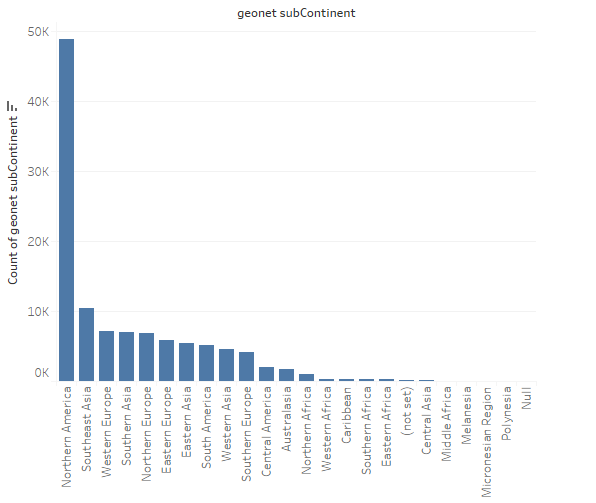 geonet subContinent
Count of geonet subContinent
50K
40K
30K
20K
10K
0K
Northern America
Southeast Asia
Western Europe
Southern Asia
Northern Europe
Eastern Europe
Eastern Asia
South America
Western Asia
Southern Europe
Central America
Australasia
Northern Africa
Western Africa
Caribbean
Southern Africa
Eastern Africa
(not set)
Central Asia
Middle Africa
Melanesia
Micronesian Region
Polynesia
Null